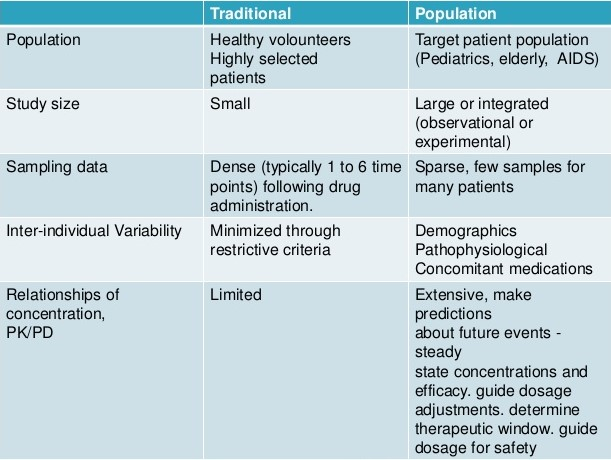 Traditional
Population
Population
Healthy volounteers
Highly selected
patients
Target patient population
(Pediatrics, elderly, AIDS)
Study size
Small
Large or integrated
(observational or
experimental)
Sampling data
Dense (typically 1 to 6 time
points) following drug
administration.
Sparse, few samples for
many patients
Inter-individual Variability
Minimized through
restrictive criteria
Demographics
Pathophysiological
Concomitant medications
Relationships of
concentration,
PK/PD
Limited
Extensive, make
predictions
about future events -
steady
state concentrations and
efficacy. guide dosage
adjustments. determine
therapeutic window. guide
dosage for safety